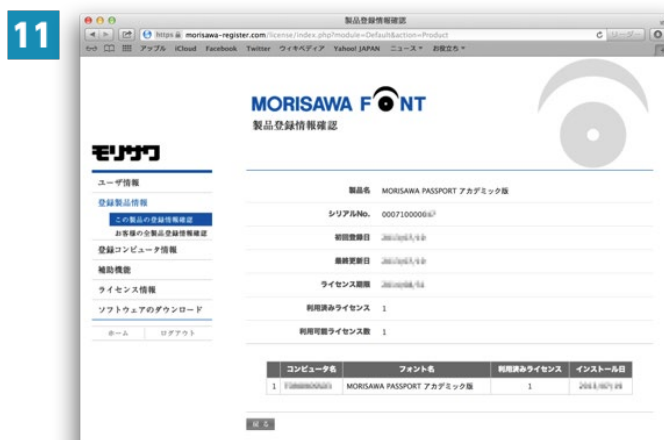 11
製品登録情報確認
https morisawa-register.com/license/index.php?module=Default&action=Product
リーダー
アップル iCloud Facebook Twitter ウィキペディア Yahoo! JAPAN ニュース お役立ち
MORISAWA FONT
製品登録情報確認
モリサワ
ユーザ情報
登録製品情報
この製品の登録情報確認
お客様の全製品登録情報確認
登録コンピュータ情報
補助機能
ライセンス情報
ソフトウェアのダウンロード
ホーム ログアウト
製品名 MORISAWA PASSPORT アカデミック版
シリアルNo. 0007100000
初回登録日
最終更新日
ライセンス期限
利用済みライセンス 1
利用可能ライセンス数 1
コンピュータ名 フォント名 利用済みライセンス インストール日
1 MORISAWA PASSPORT アカデミック版 1
戻る